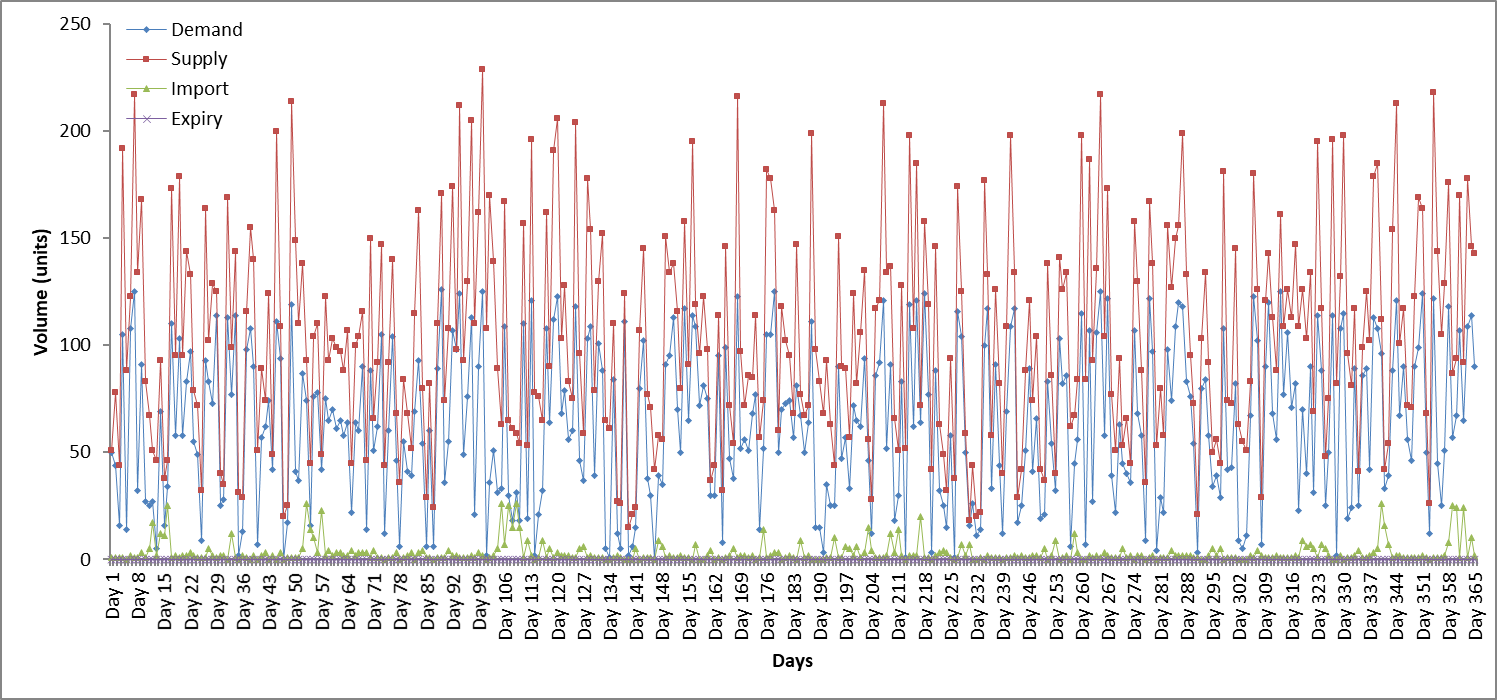 250
200
150
100
50
0
Volume (units)
Demand
Supply
Import
Expiry
Day 1
Day 8
Day 15
Day 22
Day 29
Day 36
Day 43
Day 50
Day 57
Day 64
Day 71
Day 78
Day 85
Day 92
Day 99
Day 106
Day 113
Day 120
Day 127
Day 134
Day 141
Day 148
Day 155
Day 162
Day 169
Day 176
Day 183
Day 190
Day 197
Day 204
Day 211
Day 218
Day 225
Day 232
Day 239
Day 246
Day 253
Day 260
Day 267
Day 274
Day 281
Day 288
Day 295
Day 302
Day 309
Day 316
Day 323
Day 330
Day 337
Day 344
Day 351
Day 358
Day 365
Days